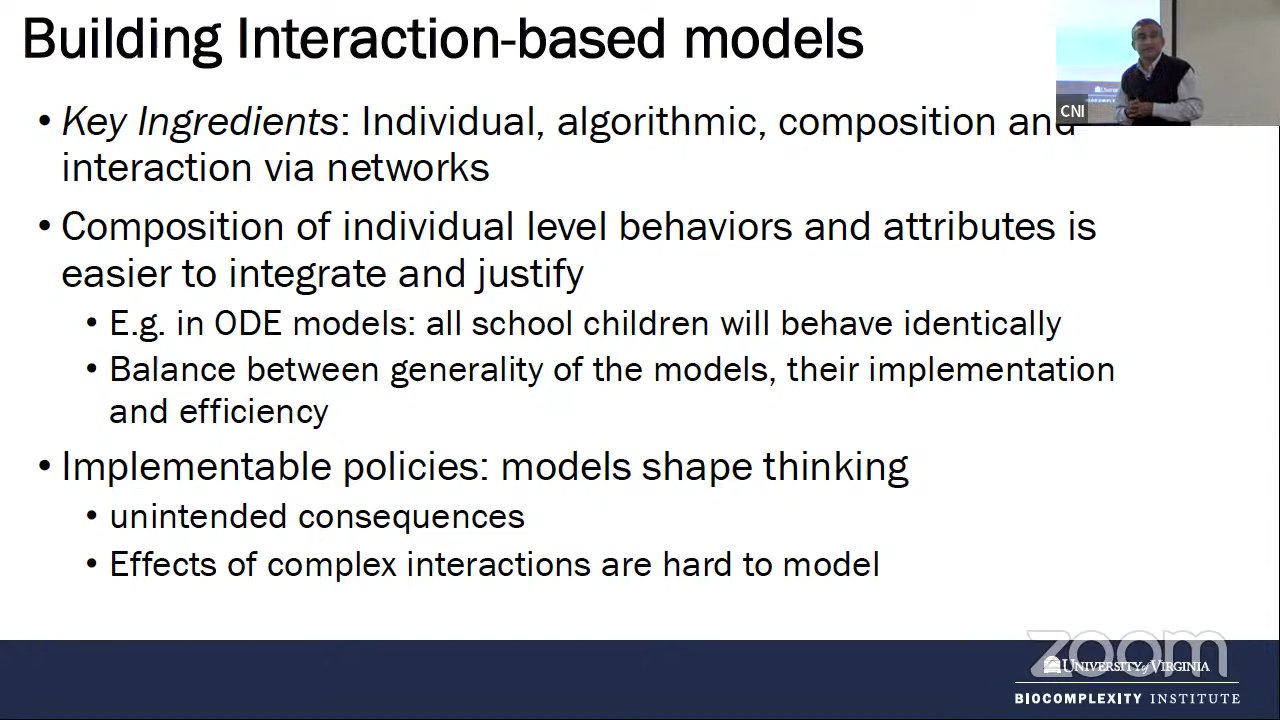 Building Interaction-based models
CNI
• Key Ingredients: Individual, algorithmic, composition and
interaction via networks
• Composition of individual level behaviors and attributes is
easier to integrate and justify
• E.g. in ODE models: all school children will behave identically
• Balance between generality of the models, their implementation
and efficiency
• Implementable policies: models shape thinking
• unintended consequences
• Effects of complex interactions are hard to model
zoom
UNIVERSITY of VIRGINIA
BIOCOMPLEXITY INSTITUTE